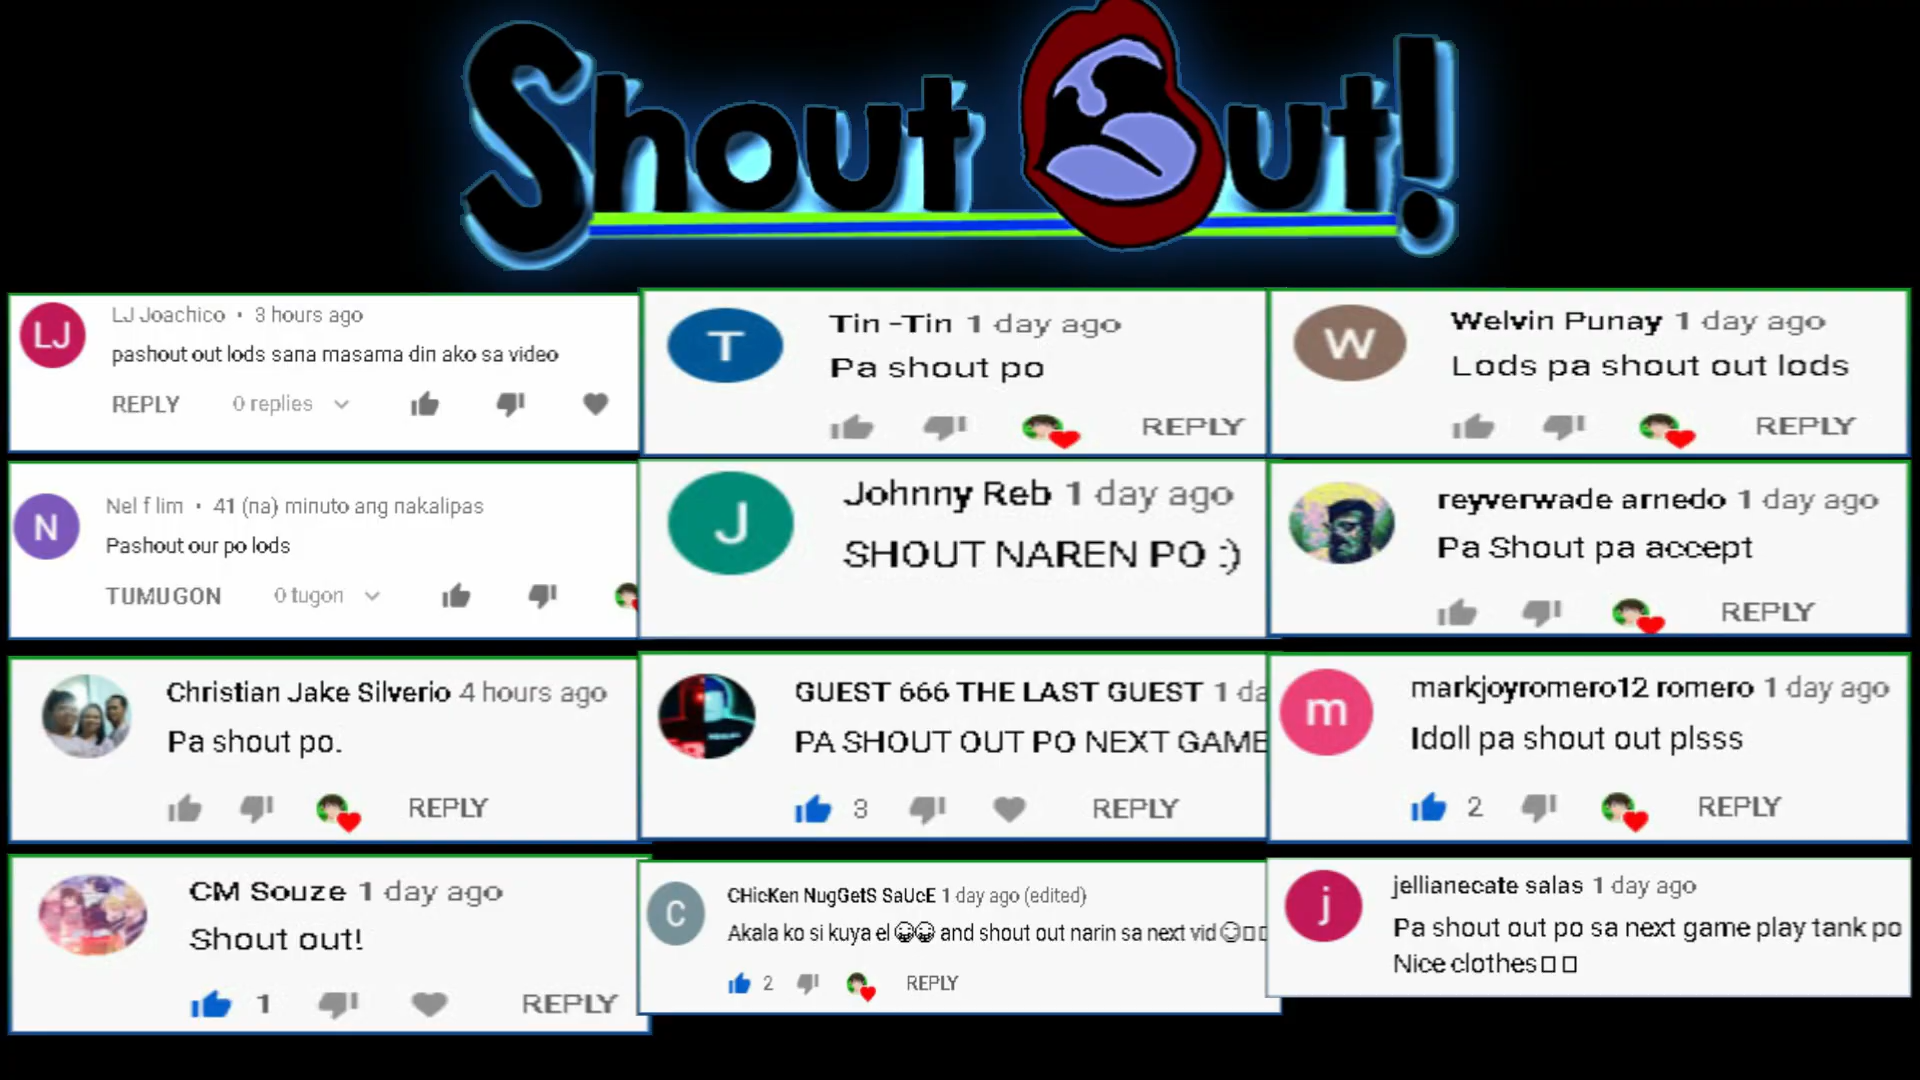 Shout Out!
LJ
LJ Joachico • 3 hours ago
pashout out lods sana masama din ako sa video
REPLY 0 replies
T
Tin -Tin 1 day ago
Pa shout po
REPLY
W
Welvin Punay 1 day ago
Lods pa shout out lods
REPLY
N
Nel f lim • 41 (na) minuto ang nakalipas
Pashout our po lods
TUMUGON 0 tugon
J
Johnny Reb 1 day ago
SHOUT NAREN PO :)
reyverwade arnedo 1 day ago
Pa Shout pa accept
REPLY
Christian Jake Silverio 4 hours ago
Pa shout po.
REPLY
GUEST 666 THE LAST GUEST 1 da
PA SHOUT OUT PO NEXT GAME
3 REPLY
m
markjoyromero12 romero 1 day ago
Idoll pa shout out plsss
2 REPLY
CM Souze 1 day ago
Shout out!
1 REPLY
C
CHicKen NugGetS SaUcE 1 day ago (edited)
Akala ko si kuya el😂😂 and shout out narin sa next vid😊
2 REPLY
j
jellianecate salas 1 day ago
Pa shout out po sa next game play tank po
Nice clothes